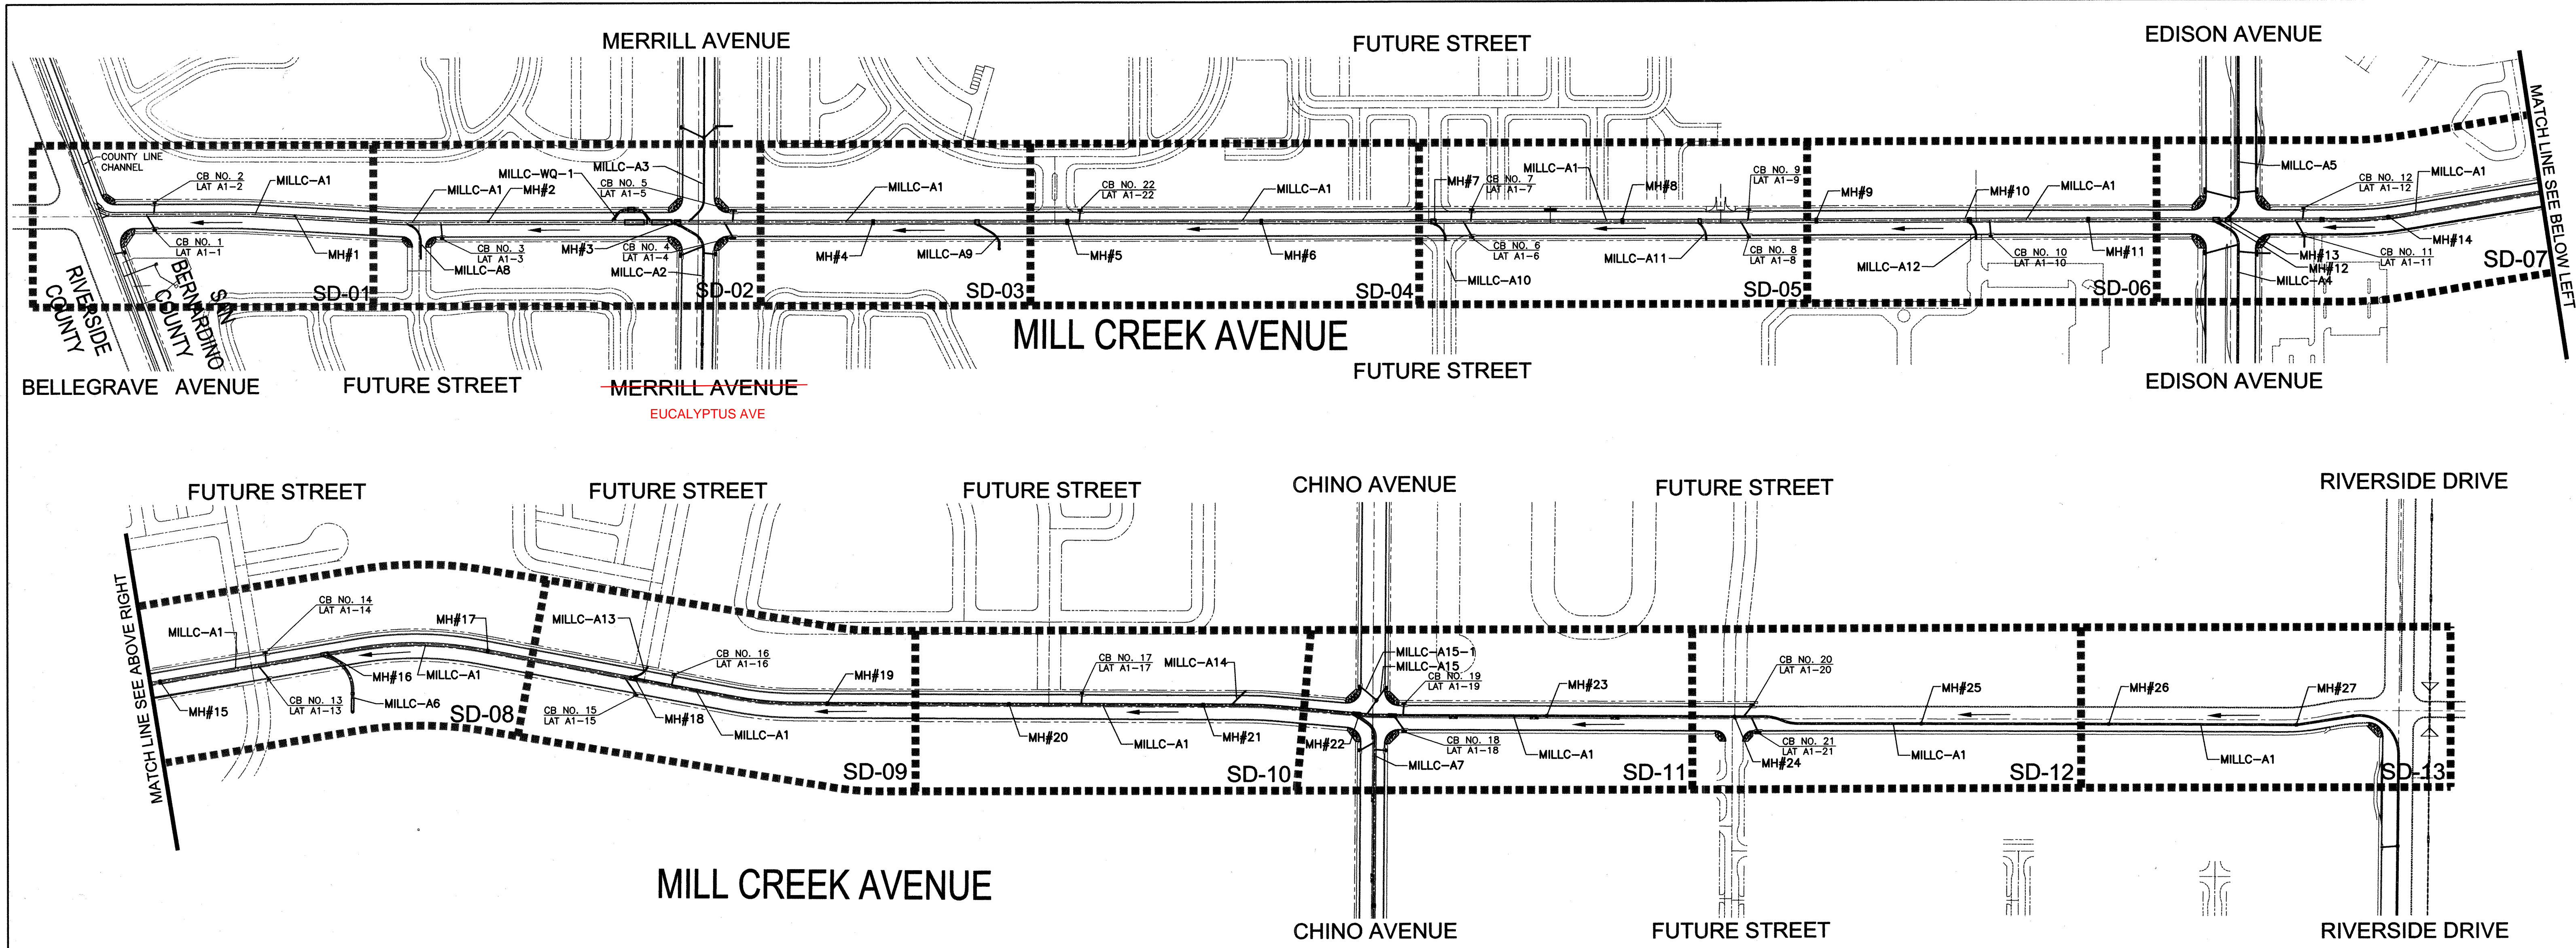 MERRILL AVENUE
FUTURE STREET
EDISON AVENUE
MATCH LINE SEE BELOW LEFT
COUNTY LINE
CHANNEL
CB NO. 2
LAT A1-2
MILLC-A1
MILLC-WQ-1
MILLC-A1
MH#2
CB NO. 5
LAT A1-5
MILLC-A3
MILLC-A1
CB NO. 22
LAT A1-22
MILLC-A1
MH#7
CB NO. 7
LAT A1-7
MILLC-A1
MH#8
CB NO. 9
LAT A1-9
MH#9
MH#10
MILLC-A1
MILLC-A5
CB NO. 12
LAT A1-12
MILLC-A1
CB NO. 1
LAT A1-1
MH#1
MILLC-A8
CB NO. 3
LAT A1-3
MH#3
CB NO. 4
LAT A1-4
MILLC-A2
MH#4
MILLC-A9
MH#5
MH#6
CB NO. 6
LAT A1-6
MILLC-A10
MILLC-A11
CB NO. 8
LAT A1-8
MILLC-A12
CB NO. 10
LAT A1-10
MH#11
MH#13
MH#12
MILLC-A4
CB NO. 11
LAT A1-11
MH#14
RIVERSIDE
COUNTY
SAN
BERNARDINO
COUNTY
SD-01
SD-02
SD-03
SD-04
SD-05
SD-06
SD-07
MILL CREEK AVENUE
BELLEGRAVE AVENUE
FUTURE STREET
MERRILL AVENUE
EUCALYPTUS AVE
FUTURE STREET
EDISON AVENUE
FUTURE STREET
FUTURE STREET
FUTURE STREET
CHINO AVENUE
FUTURE STREET
RIVERSIDE DRIVE
MATCH LINE SEE ABOVE RIGHT
MILLC-A1
CB NO. 14
LAT A1-14
MH#17
MILLC-A13
CB NO. 16
LAT A1-16
MH#19
CB NO. 17
LAT A1-17
MILLC-A14
MILLC-A15-1
MILLC-A15
CB NO. 19
LAT A1-19
MH#23
CB NO. 20
LAT A1-20
MH#25
MH#26
MH#27
MH#15
CB NO. 13
LAT A1-13
MH#16
MILLC-A1
MILLC-A6
CB NO. 15
LAT A1-15
MH#18
MILLC-A1
MH#20
MILLC-A1
MH#21
MH#22
CB NO. 18
LAT A1-18
MILLC-A7
MILLC-A1
CB NO. 21
LAT A1-21
MH#24
MILLC-A1
MILLC-A1
SD-08
SD-09
SD-10
SD-11
SD-12
SD-13
MILL CREEK AVENUE
CHINO AVENUE
FUTURE STREET
RIVERSIDE DRIVE